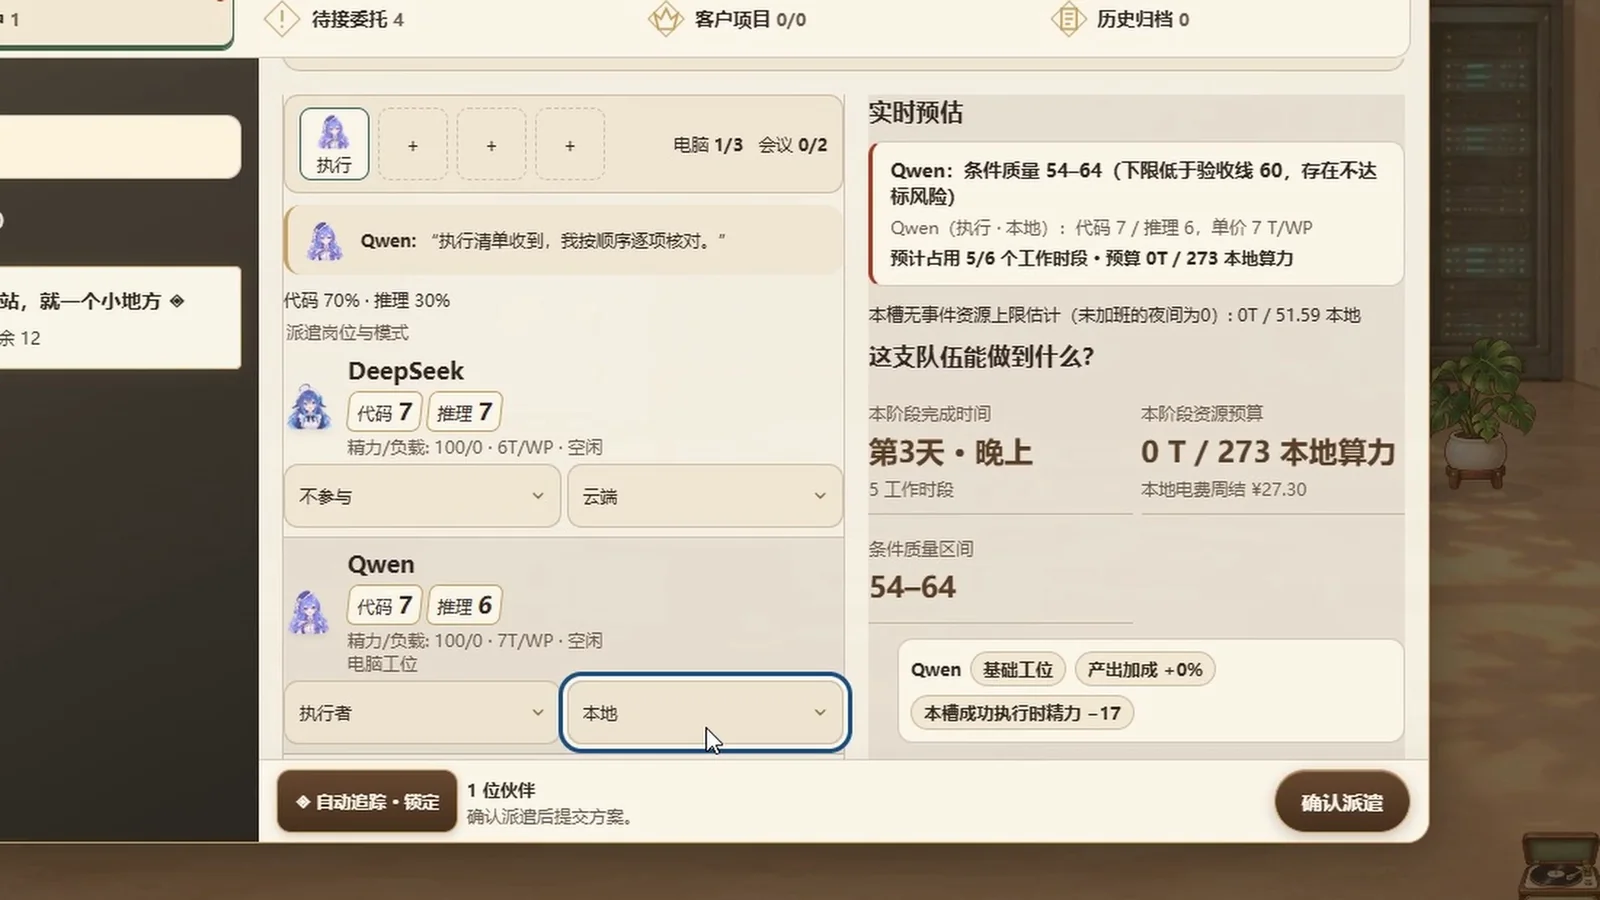 1
待接委托 4
客户项目 0/0
历史归档 0
站，就一个小地方 ◈
余 12
执行
+
+
+
电脑 1/3 会议 0/2
Qwen: “执行清单收到，我按顺序逐项核对。”
代码 70% · 推理 30%
派遣岗位与模式
DeepSeek
代码 7 推理 7
精力/负载: 100/0 · 6T/WP · 空闲
不参与
云端
Qwen
代码 7 推理 6
精力/负载: 100/0 · 7T/WP · 空闲
电脑工位
执行者
本地
实时预估
Qwen：条件质量 54–64（下限低于验收线 60，存在不达
标风险）
Qwen（执行 · 本地）：代码 7 / 推理 6，单价 7 T/WP
预计占用 5/6 个工作时段 • 预算 0T / 273 本地算力
本槽无事件资源上限估计（未加班的夜间为0）: 0T / 51.59 本地
这支队伍能做到什么？
本阶段完成时间
第3天 • 晚上
5 工作时段
本阶段资源预算
0 T / 273 本地算力
本地电费周结 ¥27.30
条件质量区间
54–64
Qwen 基础工位 产出加成 +0%
本槽成功执行时精力 −17
◈ 自动追踪 • 锁定
1 位伙伴
确认派遣后提交方案。
确认派遣